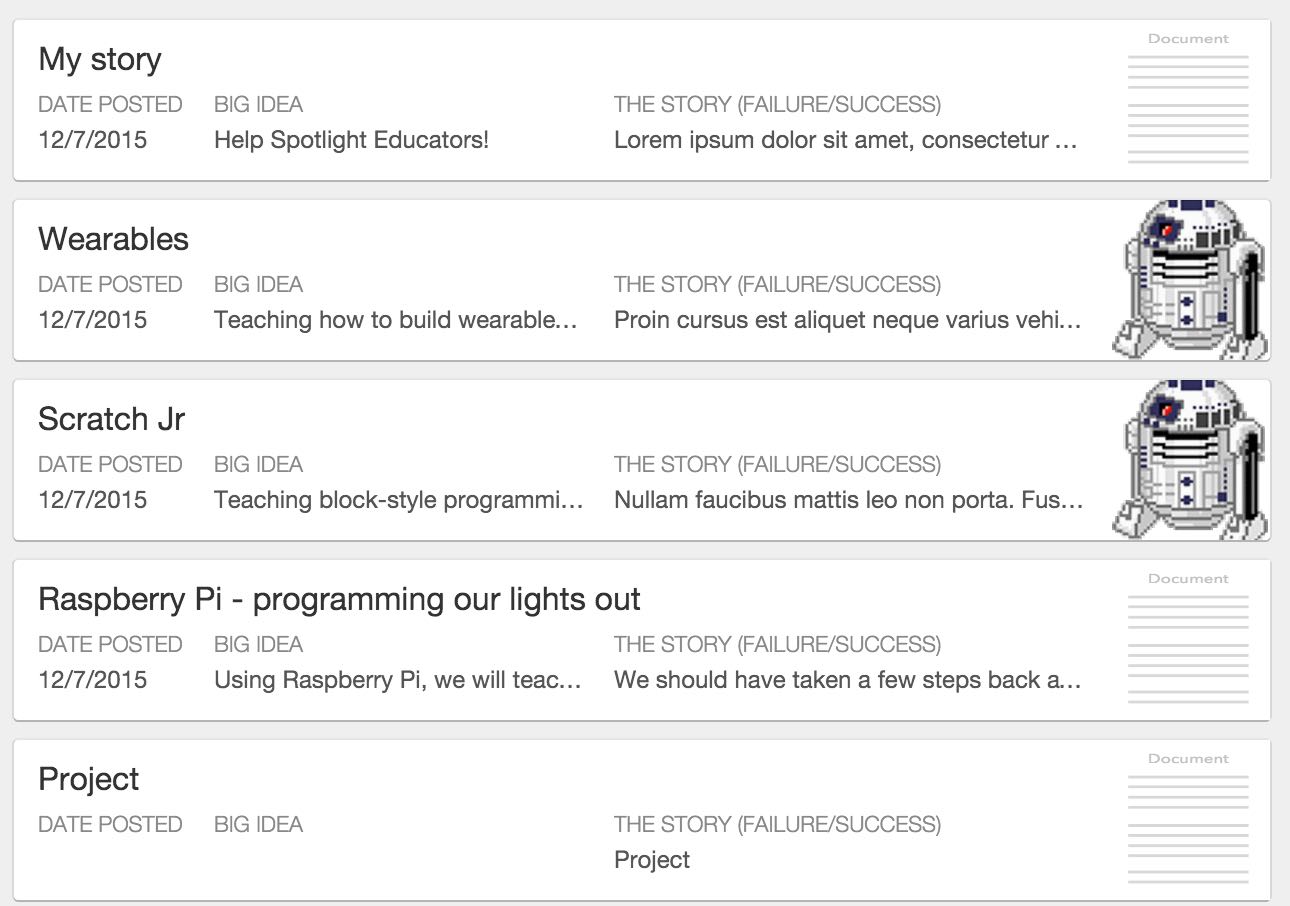 My story
Document
DATE POSTED BIG IDEA THE STORY (FAILURE/SUCCESS)
12/7/2015 Help Spotlight Educators! Lorem ipsum dolor sit amet, consectetur …
Wearables
DATE POSTED BIG IDEA THE STORY (FAILURE/SUCCESS)
12/7/2015 Teaching how to build wearable… Proin cursus est aliquet neque varius vehi…
Scratch Jr
DATE POSTED BIG IDEA THE STORY (FAILURE/SUCCESS)
12/7/2015 Teaching block-style programmi… Nullam faucibus mattis leo non porta. Fus…
Raspberry Pi - programming our lights out
Document
DATE POSTED BIG IDEA THE STORY (FAILURE/SUCCESS)
12/7/2015 Using Raspberry Pi, we will teac… We should have taken a few steps back a…
Project
Document
DATE POSTED BIG IDEA THE STORY (FAILURE/SUCCESS)
Project